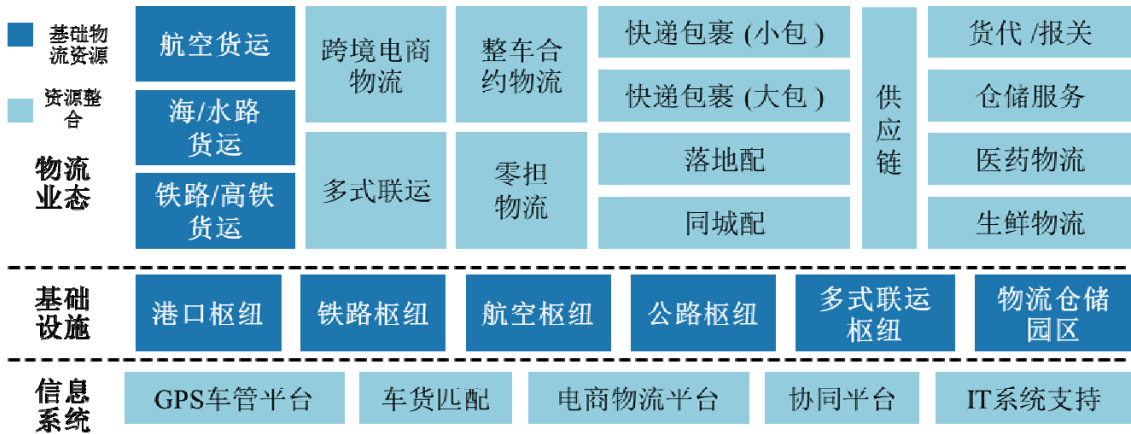 基础物
流资源
资源整
合
物流
业态
航空货运
海/水路
货运
铁路/高铁
货运
跨境电商
物流
多式联运
整车合
约物流
零担
物流
快递包裹 (小包 )
快递包裹 (大包 )
落地配
同城配
供
应
链
货代 /报关
仓储服务
医药物流
生鲜物流
基础
设施
港口枢纽
铁路枢纽
航空枢纽
公路枢纽
多式联运
枢纽
物流仓储
园区
信息
系统
GPS车管平台
车货匹配
电商物流平台
协同平台
IT系统支持